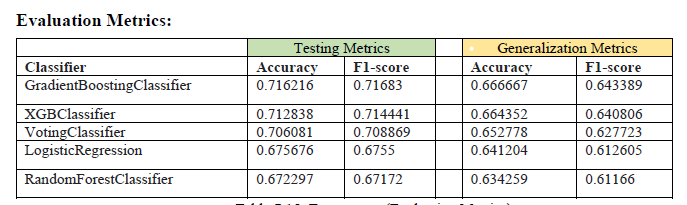 Evaluation Metrics:
Testing Metrics Generalization Metrics
Classifier Accuracy F1-score Accuracy F1-score
GradientBoostingClassifier 0.716216 0.71683 0.666667 0.643389
XGBClassifier 0.712838 0.714441 0.664352 0.640806
VotingClassifier 0.706081 0.708869 0.652778 0.627723
LogisticRegression 0.675676 0.6755 0.641204 0.612605
RandomForestClassifier 0.672297 0.67172 0.634259 0.61166